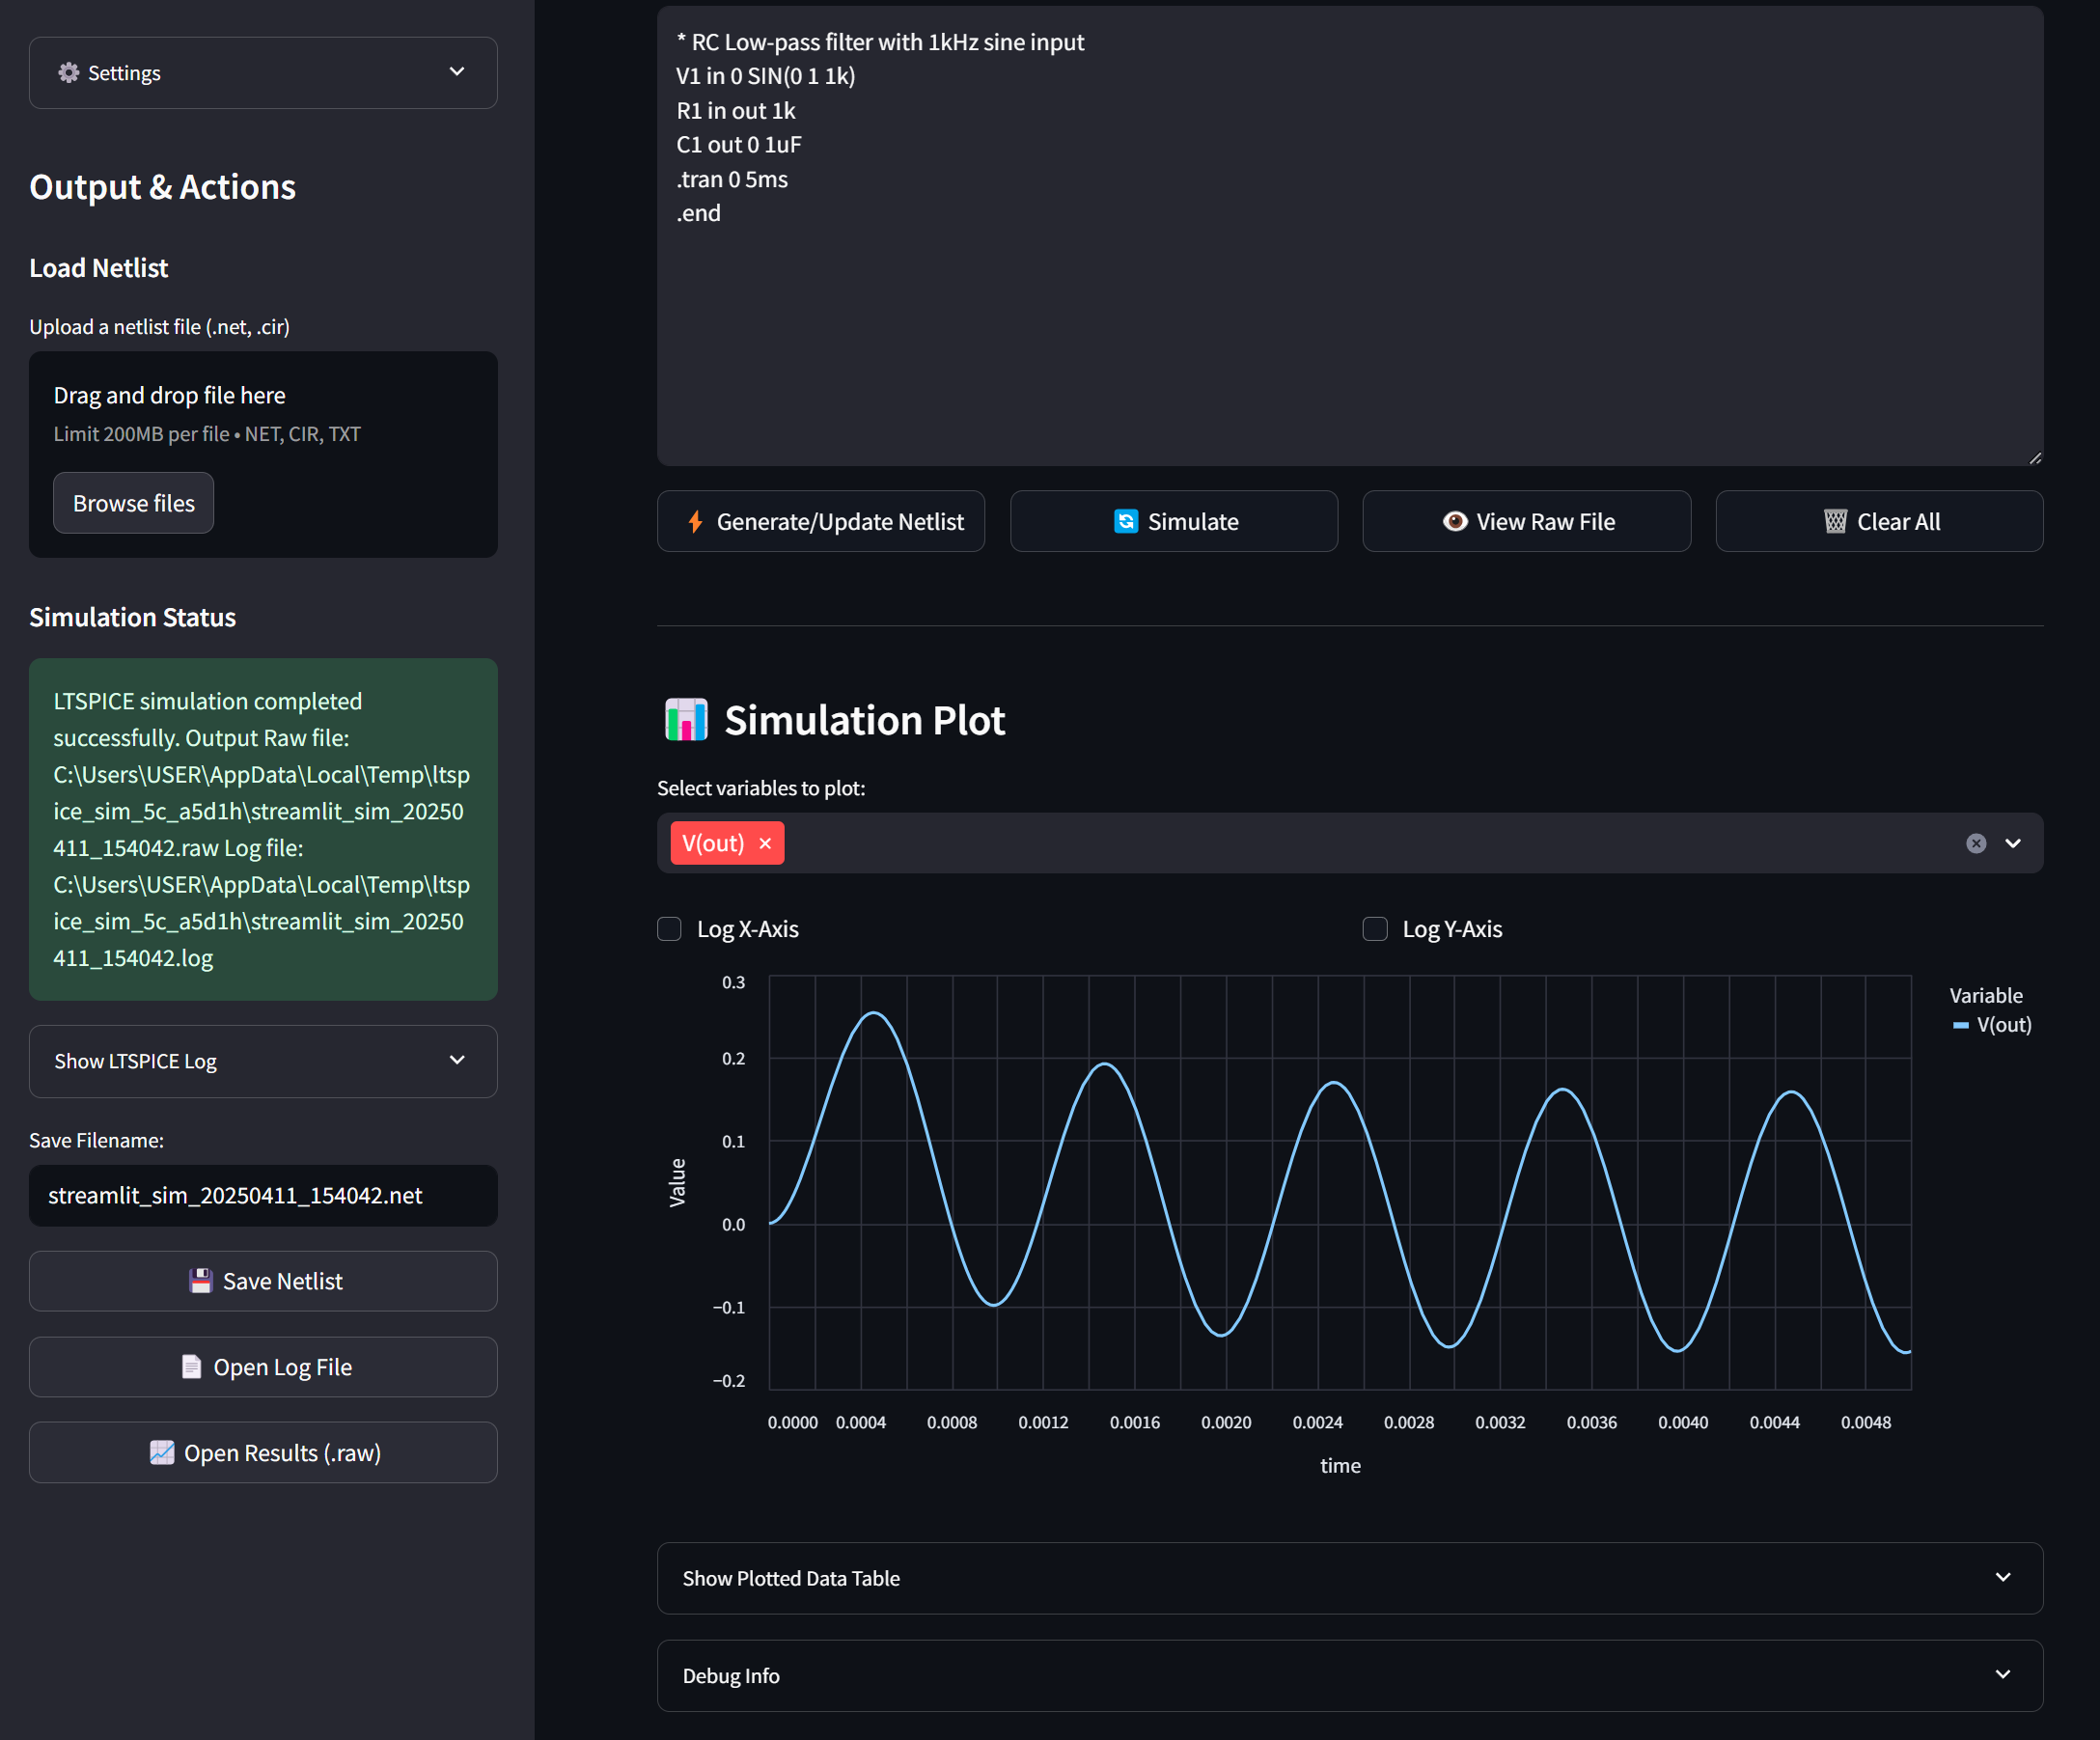 Settings
Output & Actions
Load Netlist
Upload a netlist file (.net, .cir)
Drag and drop file here
Limit 200MB per file • NET, CIR, TXT
Browse files
Simulation Status
LTSPICE simulation completed
successfully. Output Raw file:
C:\Users\USER\AppData\Local\Temp\ltsp
ice_sim_5c_a5d1h\streamlit_sim_20250
411_154042.raw Log file:
C:\Users\USER\AppData\Local\Temp\ltsp
ice_sim_5c_a5d1h\streamlit_sim_20250
411_154042.log
Show LTSPICE Log
Save Filename:
streamlit_sim_20250411_154042.net
Save Netlist
Open Log File
Open Results (.raw)
* RC Low-pass filter with 1kHz sine input
V1 in 0 SIN(0 1 1k)
R1 in out 1k
C1 out 0 1uF
.tran 0 5ms
.end
Generate/Update Netlist
Simulate
View Raw File
Clear All
Simulation Plot
Select variables to plot:
V(out)
Log X-Axis
Log Y-Axis
0.3
0.2
0.1
0.0
−0.1
−0.2
Value
0.0000 0.0004 0.0008 0.0012 0.0016 0.0020 0.0024 0.0028 0.0032 0.0036 0.0040 0.0044 0.0048
time
Variable
V(out)
Show Plotted Data Table
Debug Info